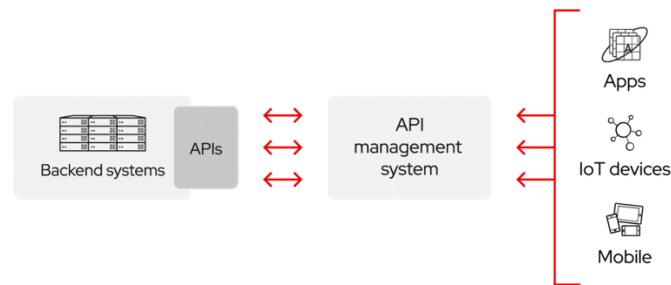 Backend systems
APIs
API
management
system
Apps
IoT devices
Mobile